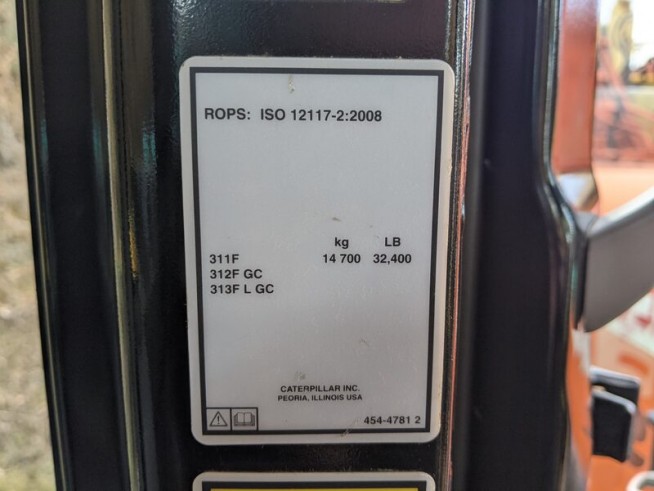 ROPS: ISO 12117-2:2008
kg LB
311F 14 700 32,400
312F GC
313F L GC
CATERPILLAR INC.
PEORIA, ILLINOIS USA
454-4781 2